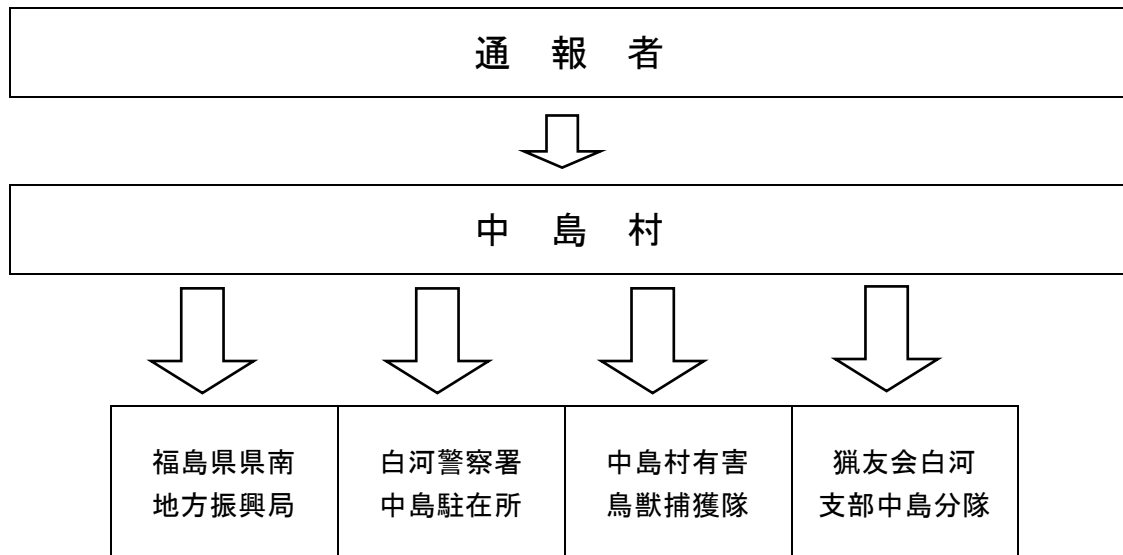 通　報　者
中　島　村
福島県県南
地方振興局
白河警察署
中島駐在所
中島村有害
鳥獣捕獲隊
猟友会白河
支部中島分隊